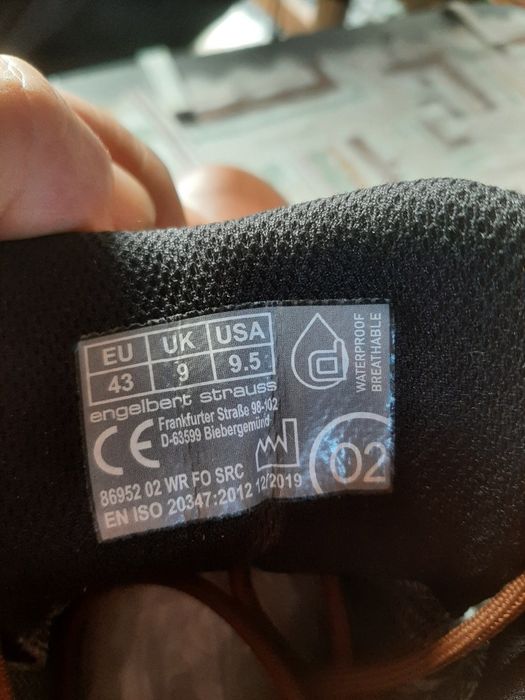 EU UK USA
43 9 9.5
engelbert strauss
Frankfurter Straße 98-102
D-63599 Biebergemünd
CE
86952 02 WR FO SRC
EN ISO 20347:2012 12/2019
WATERPROOF
BREATHABLE
O2